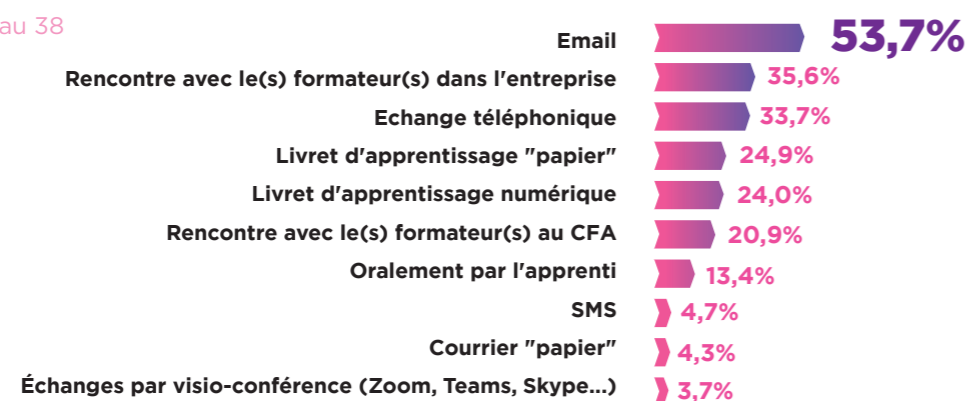 au 38
Email 53,7%
Rencontre avec le(s) formateur(s) dans l'entreprise 35,6%
Echange téléphonique 33,7%
Livret d'apprentissage "papier" 24,9%
Livret d'apprentissage numérique 24,0%
Rencontre avec le(s) formateur(s) au CFA 20,9%
Oralement par l'apprenti 13,4%
SMS 4,7%
Courrier "papier" 4,3%
Échanges par visio-conférence (Zoom, Teams, Skype...) 3,7%